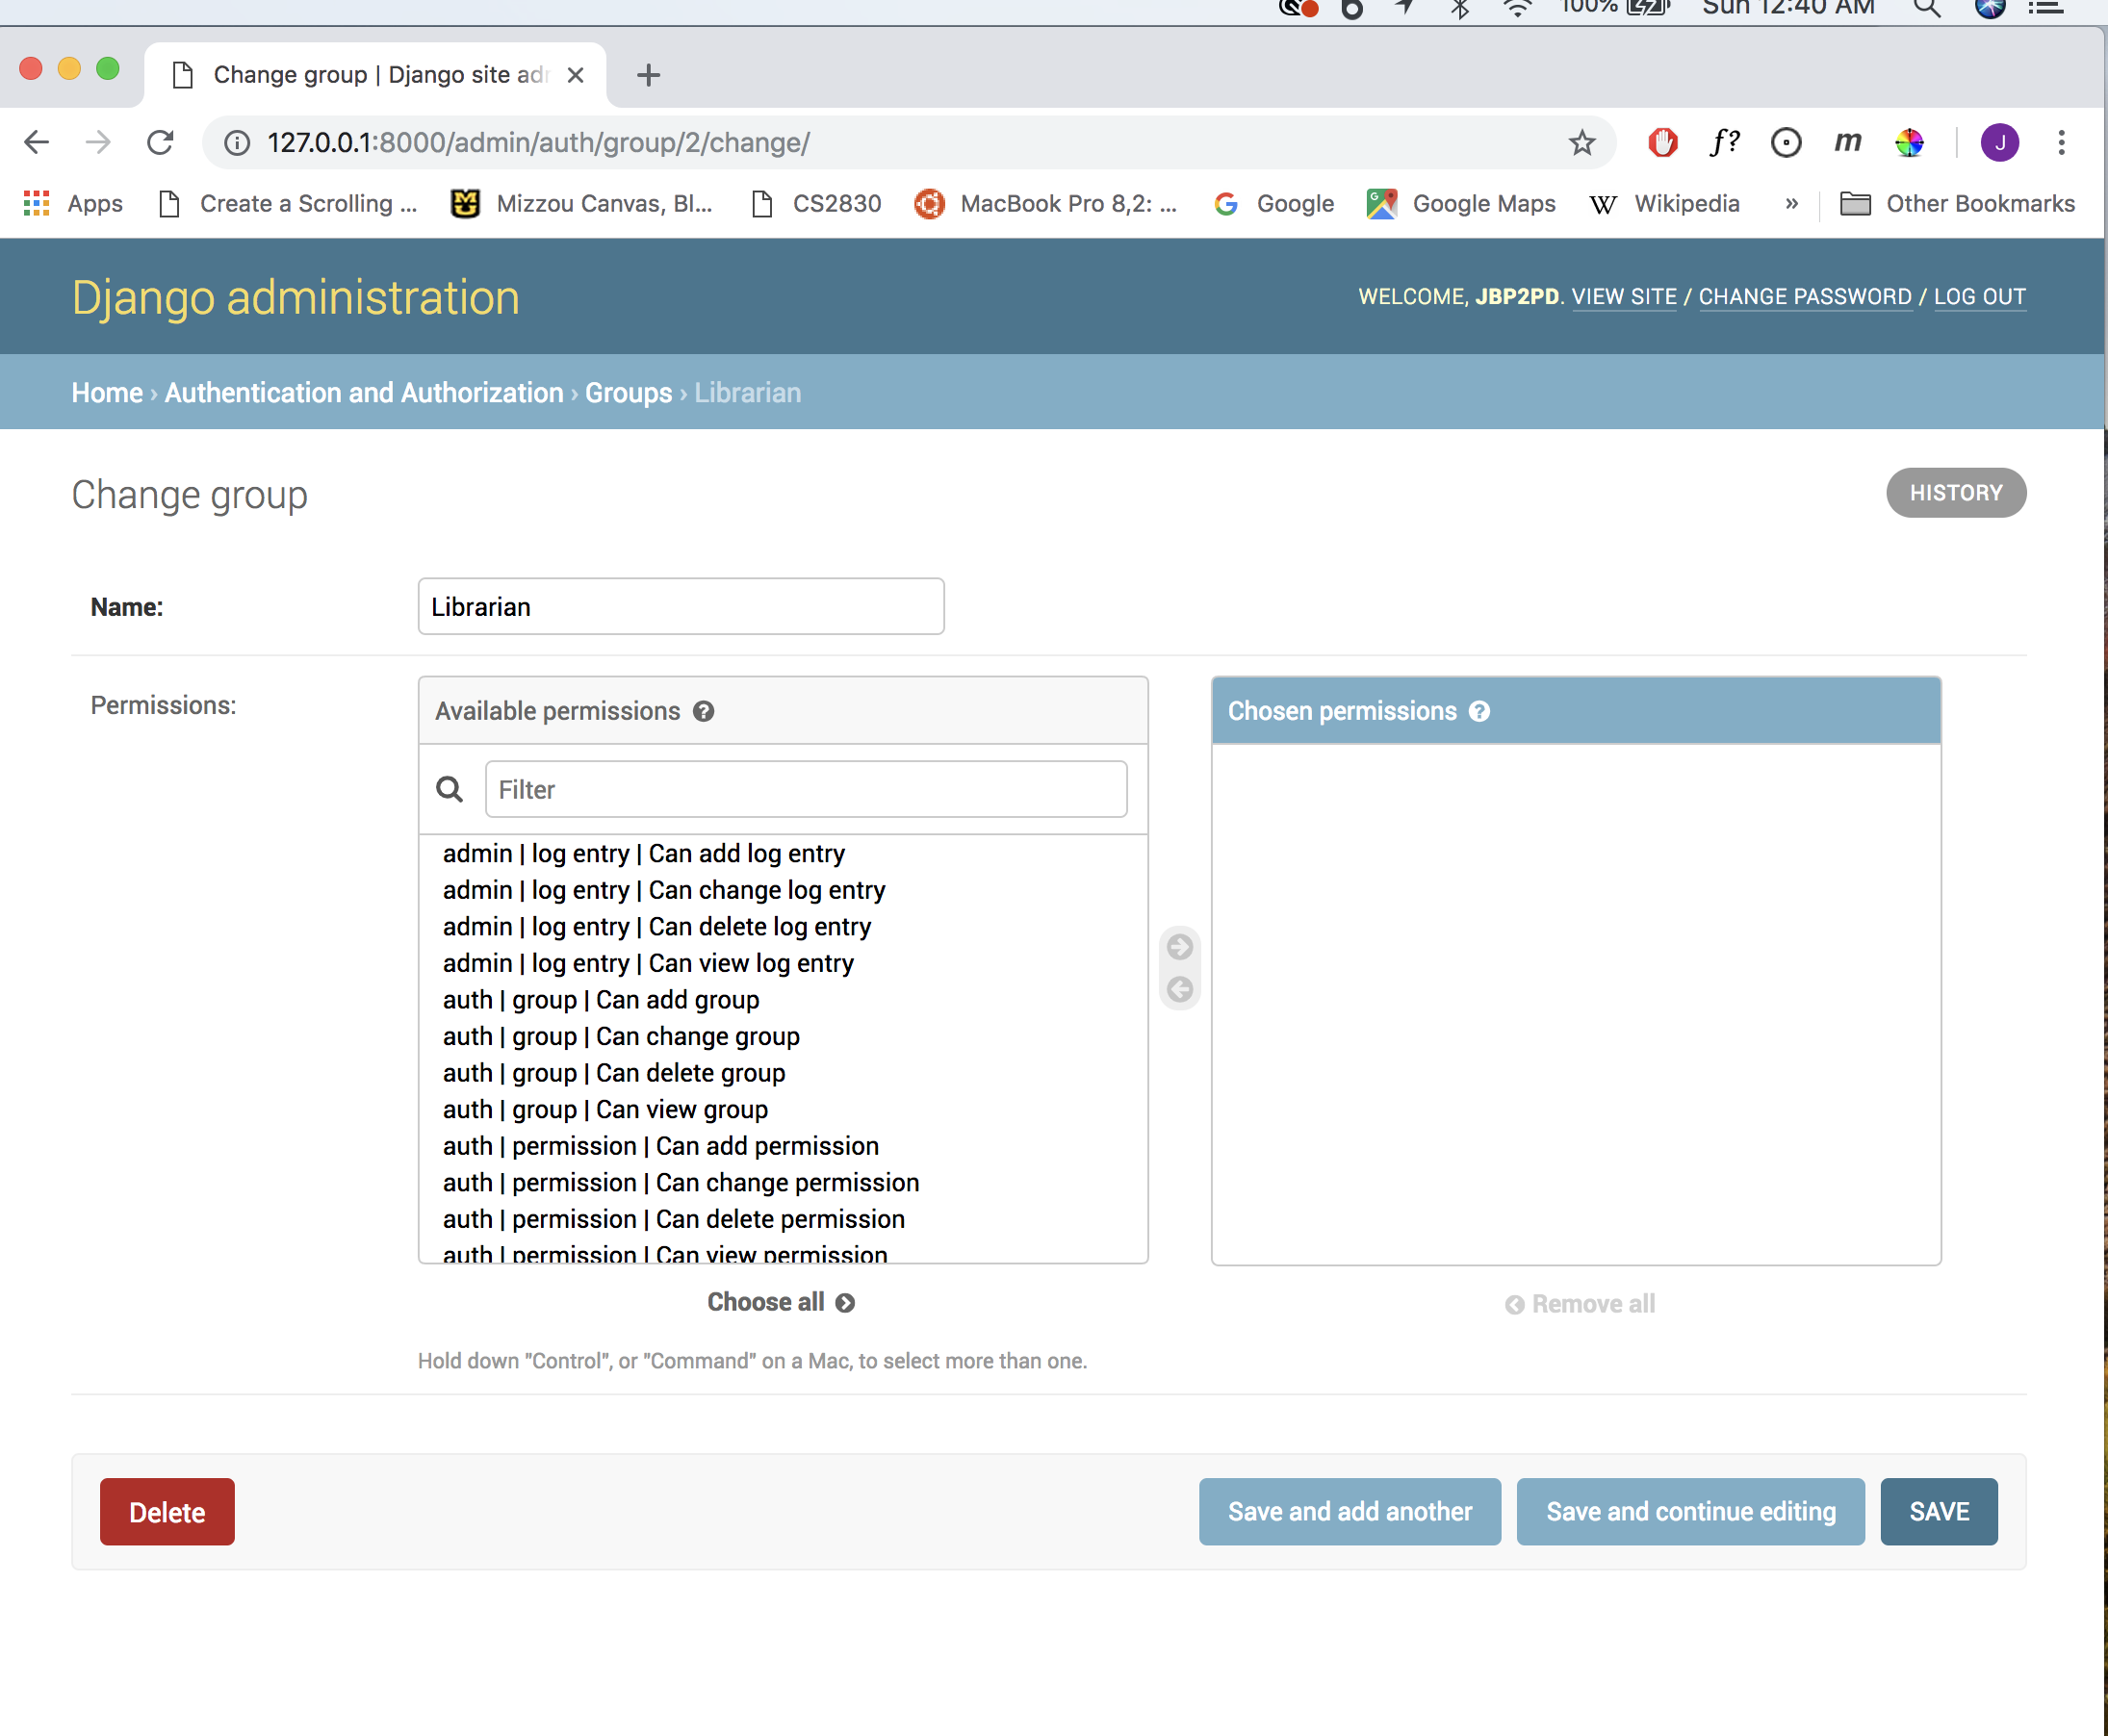 100% Sun 12:40 AM
Change group | Django site adr
127.0.0.1:8000/admin/auth/group/2/change/
f? m J
Apps Create a Scrolling ... Mizzou Canvas, Bl... CS2830 MacBook Pro 8,2: ... Google Google Maps Wikipedia » Other Bookmarks
Django administration
WELCOME, JBP2PD. VIEW SITE / CHANGE PASSWORD / LOG OUT
Home › Authentication and Authorization › Groups › Librarian
Change group
HISTORY
Name:
Librarian
Permissions:
Available permissions ?
Chosen permissions ?
Filter
admin | log entry | Can add log entry
admin | log entry | Can change log entry
admin | log entry | Can delete log entry
admin | log entry | Can view log entry
auth | group | Can add group
auth | group | Can change group
auth | group | Can delete group
auth | group | Can view group
auth | permission | Can add permission
auth | permission | Can change permission
auth | permission | Can delete permission
auth | permission | Can view permission
Choose all
Remove all
Hold down "Control", or "Command" on a Mac, to select more than one.
Delete
Save and add another
Save and continue editing
SAVE